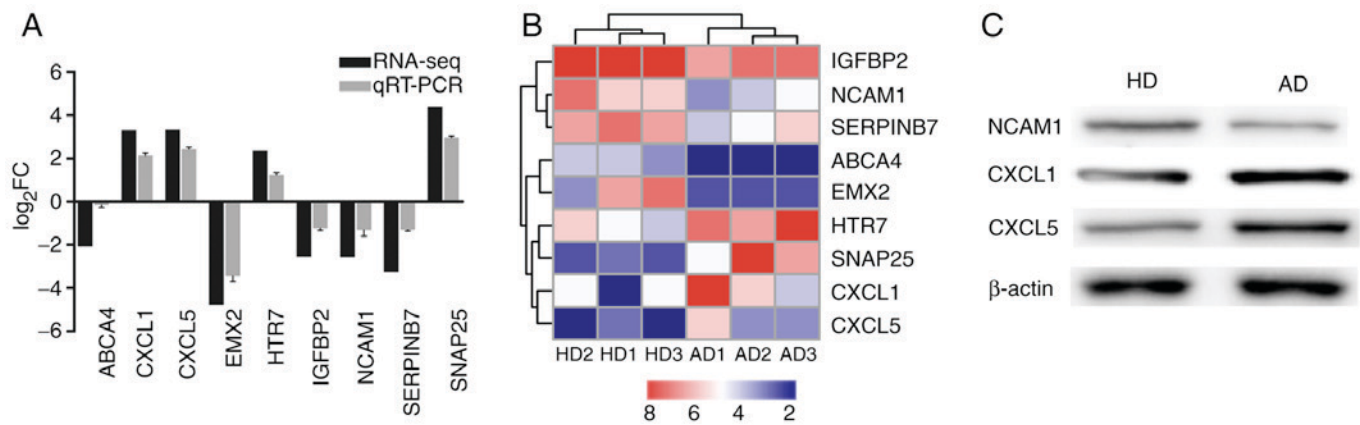 A
RNA-seq
qRT-PCR
log₂FC
6
4
2
0
−2
−4
−6
ABCA4
CXCL1
CXCL5
EMX2
HTR7
IGFBP2
NCAM1
SERPINB7
SNAP25
B
IGFBP2
NCAM1
SERPINB7
ABCA4
EMX2
HTR7
SNAP25
CXCL1
CXCL5
HD2 HD1 HD3 AD1 AD2 AD3
8 6 4 2
C
HD AD
NCAM1
CXCL1
CXCL5
β-actin